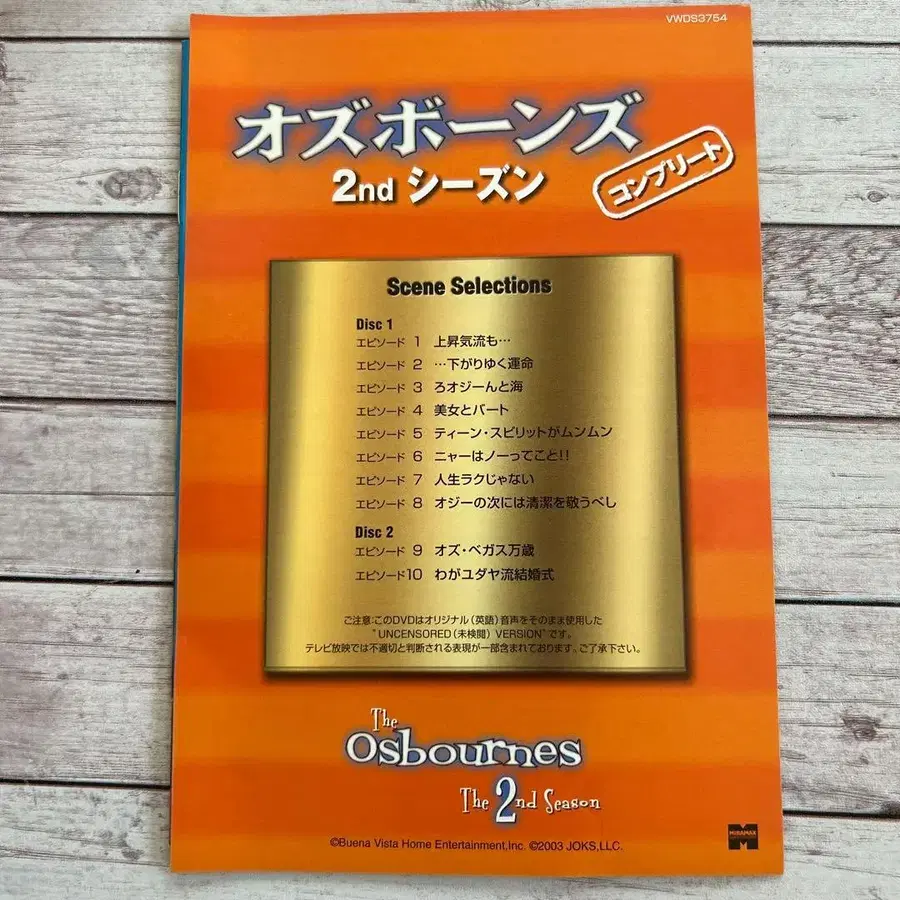 VWDS3754
オズボーンズ
2nd シーズン
コンプリート
Scene Selections
Disc 1
エピソード 1 上昇気流も…
エピソード 2 …下がりゆく運命
エピソード 3 ろオジーんと海
エピソード 4 美女とバート
エピソード 5 ティーン・スピリットがムンムン
エピソード 6 ニャーはノーってこと!!
エピソード 7 人生ラクじゃない
エピソード 8 オジーの次には清潔を敬うべし
Disc 2
エピソード 9 オズ・ベガス万歳
エピソード10 わがユダヤ流結婚式
ご注意:このDVDはオリジナル(英語)音声をそのまま使用した
"UNCENSORED(未検閲) VERSION"です。
テレビ放映では不適切と判断される表現が一部含まれております。ご了承下さい。
The
Osbournes
The 2nd Season
MIRAMAX
©Buena Vista Home Entertainment,Inc. ©2003 JOKS,LLC.